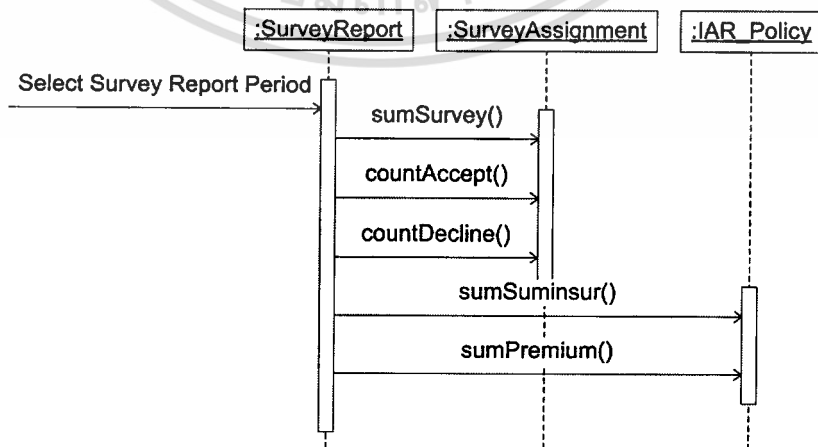 :SurveyReport
:SurveyAssignment
:IAR_Policy
Select Survey Report Period
sumSurvey()
countAccept()
countDecline()
sumSuminsur()
sumPremium()